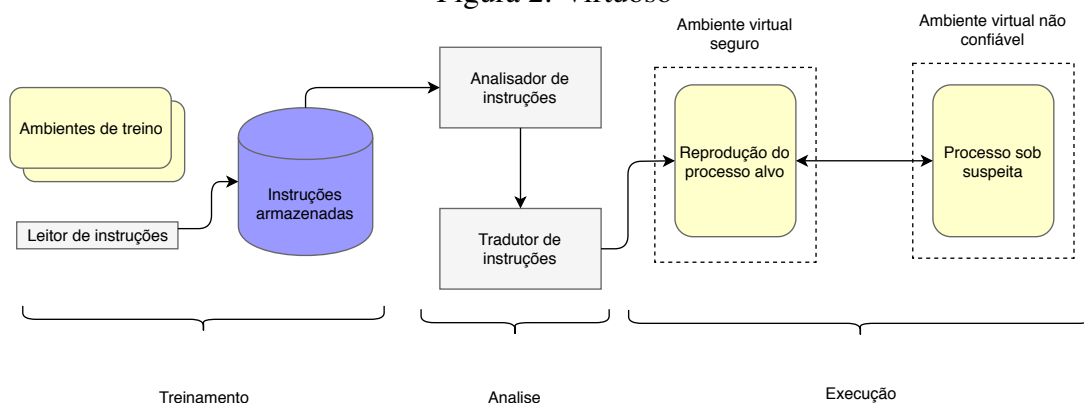 Figura 2: Virtuoso
Ambiente virtual
seguro
Ambiente virtual não
confiável
Ambientes de treino
Leitor de instruções
Instruções
armazenadas
Analisador de
instruções
Tradutor de
instruções
Reprodução do
processo alvo
Processo sob
suspeita
Treinamento
Analise
Execução